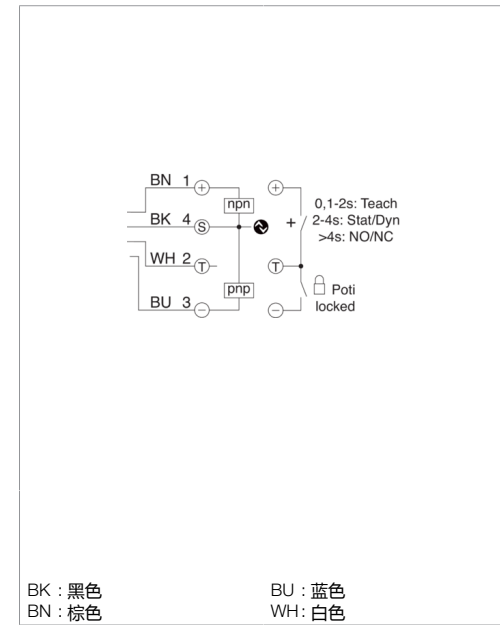 BN 1 +
npn
BK 4 S
WH 2 T
pnp
BU 3 −
+
0,1-2s: Teach
+ 2-4s: Stat/Dyn
>4s: NO/NC
T
Poti
locked
−
BK : 黑色
BU : 蓝色
BN : 棕色
WH : 白色